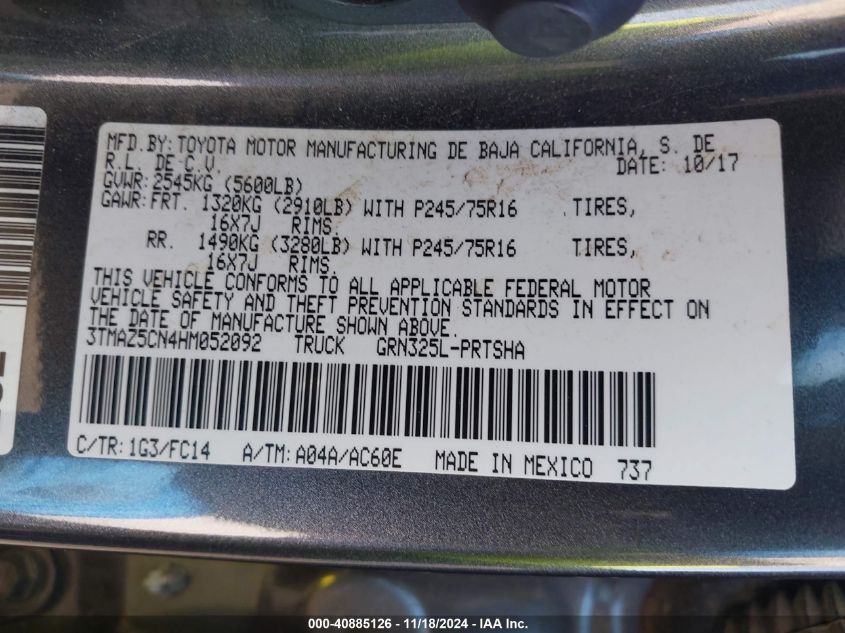 MFD.BY:TOYOTA MOTOR MANUFACTURING DE BAJA CALIFORNIA, S. DE
R.L. DE C.V. DATE: 10/17
GVWR:2545KG (5600LB)
GAWR:FRT. 1320KG (2910LB) WITH P245/75R16 TIRES,
16X7J RIMS.
RR. 1490KG (3280LB) WITH P245/75R16 TIRES,
16X7J RIMS.
THIS VEHICLE CONFORMS TO ALL APPLICABLE FEDERAL MOTOR
VEHICLE SAFETY AND THEFT PREVENTION STANDARDS IN EFFECT ON
THE DATE OF MANUFACTURE SHOWN ABOVE.
3TMAZ5CN4HM052092 TRUCK GRN325L-PRTSHA
C/TR:1G3/FC14 A/TM:A04A/AC60E MADE IN MEXICO 737
000-40885126 - 11/18/2024 - IAA Inc.